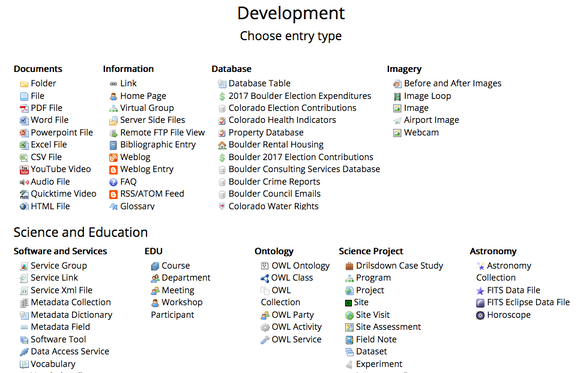 Development
Choose entry type
Documents
Folder
File
PDF File
Word File
Powerpoint File
Excel File
CSV File
YouTube Video
Audio File
Quicktime Video
HTML File
Information
Link
Home Page
Virtual Group
Server Side Files
Remote FTP File View
Bibliographic Entry
Weblog
Weblog Entry
FAQ
RSS/ATOM Feed
Glossary
Database
Database Table
2017 Boulder Election Expenditures
Colorado Election Contributions
Colorado Health Indicators
Property Database
Boulder Rental Housing
Boulder 2017 Election Contributions
Boulder Consulting Services Database
Boulder Crime Reports
Boulder Council Emails
Colorado Water Rights
Imagery
Before and After Images
Image Loop
Image
Airport Image
Webcam
Science and Education
Software and Services
Service Group
Service Link
Service Xml File
Metadata Collection
Metadata Dictionary
Metadata Field
Software Tool
Data Access Service
Vocabulary
EDU
Course
Department
Meeting
Workshop
Participant
Ontology
OWL Ontology
OWL Class
OWL
Collection
OWL Party
OWL Activity
OWL Service
Science Project
Drilsdown Case Study
Program
Project
Site
Site Visit
Site Assessment
Field Note
Dataset
Experiment
Astronomy
Astronomy
Collection
FITS Data File
FITS Eclipse Data File
Horoscope